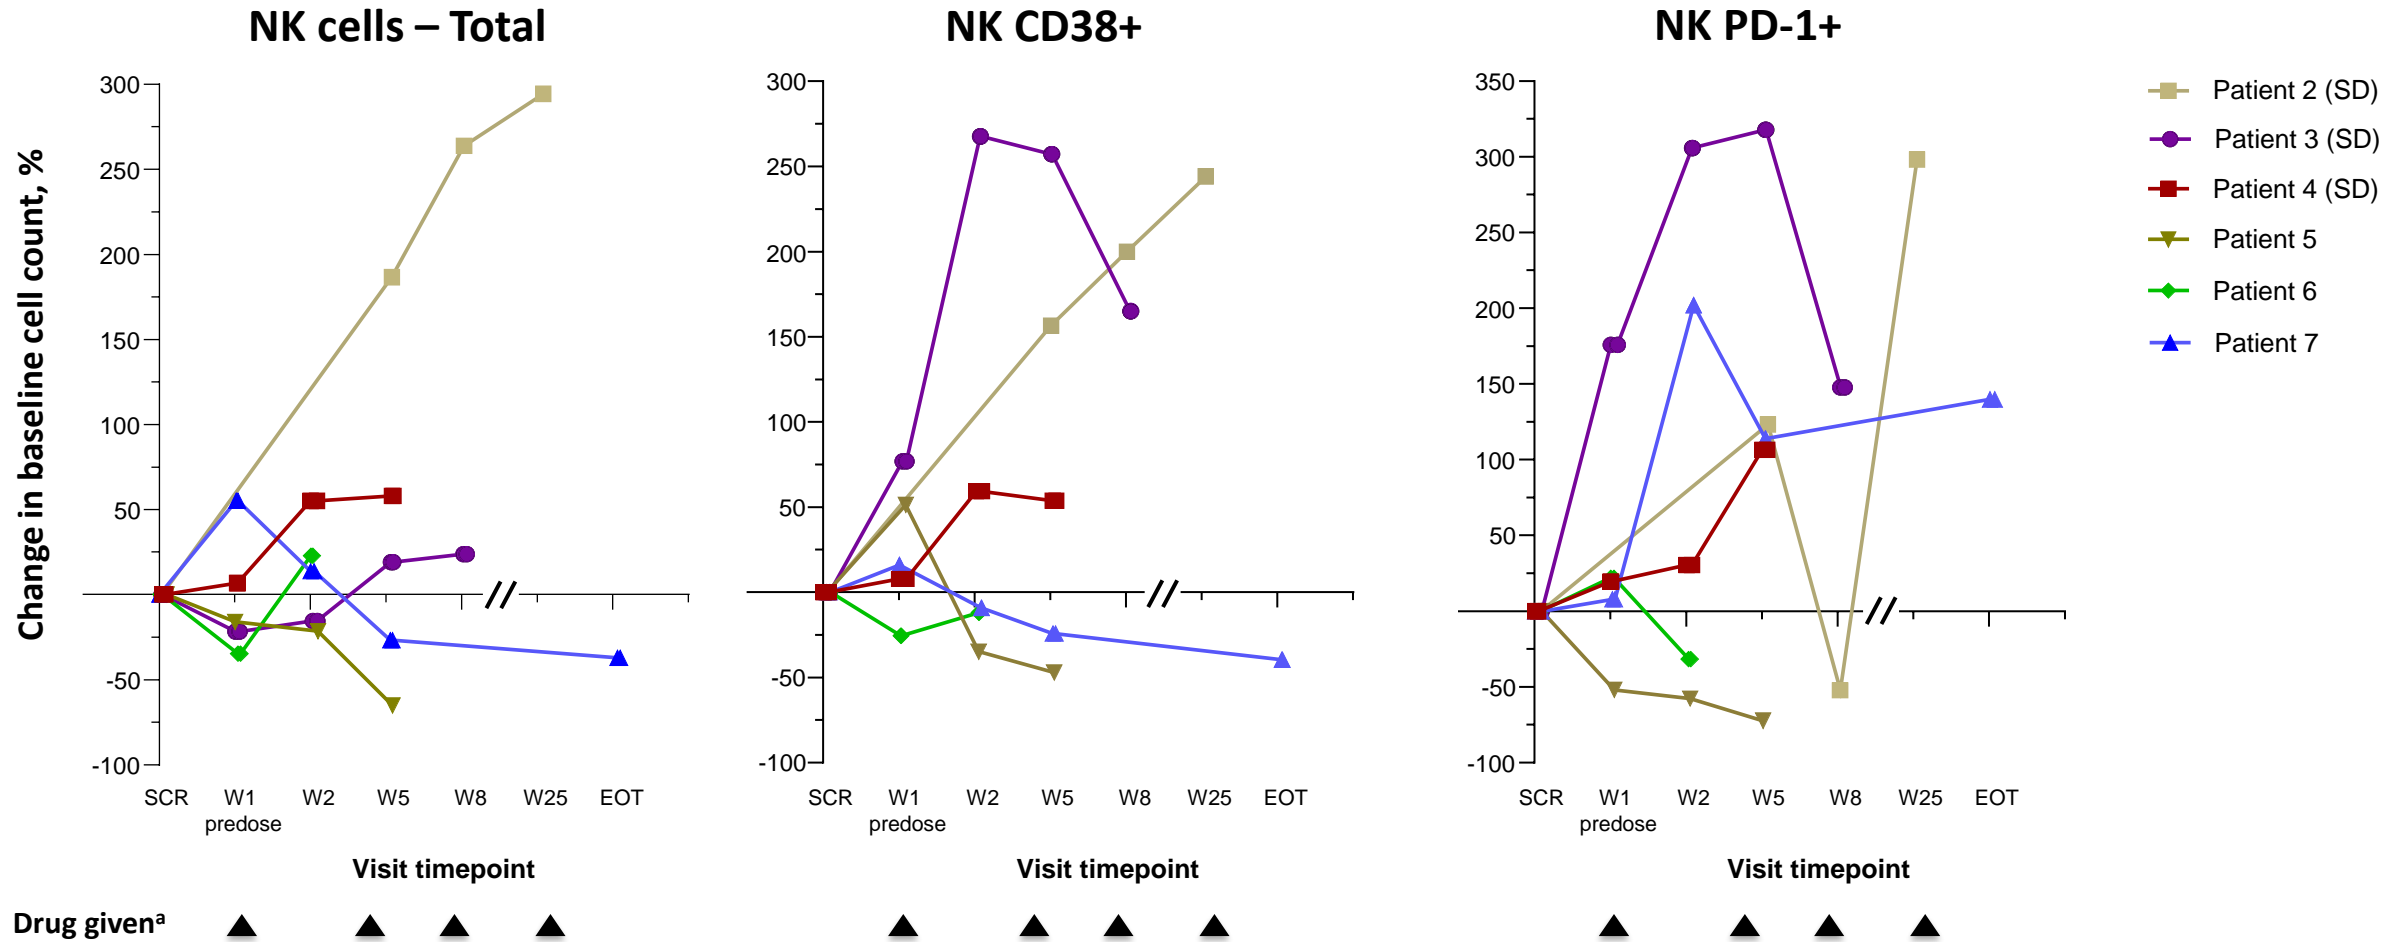 NK cells – Total
NK CD38+
NK PD-1+
Change in baseline cell count, %
300
250
200
150
100
50
-50
-100
SCR W1 W2 W5 W8 W25 EOT
predose
Visit timepoint
300
250
200
150
100
50
-50
-100
SCR W1 W2 W5 W8 W25 EOT
predose
Visit timepoint
350
300
250
200
150
100
50
-50
-100
SCR W1 W2 W5 W8 W25 EOT
predose
Visit timepoint
Patient 2 (SD)
Patient 3 (SD)
Patient 4 (SD)
Patient 5
Patient 6
Patient 7
Drug givenᵃ